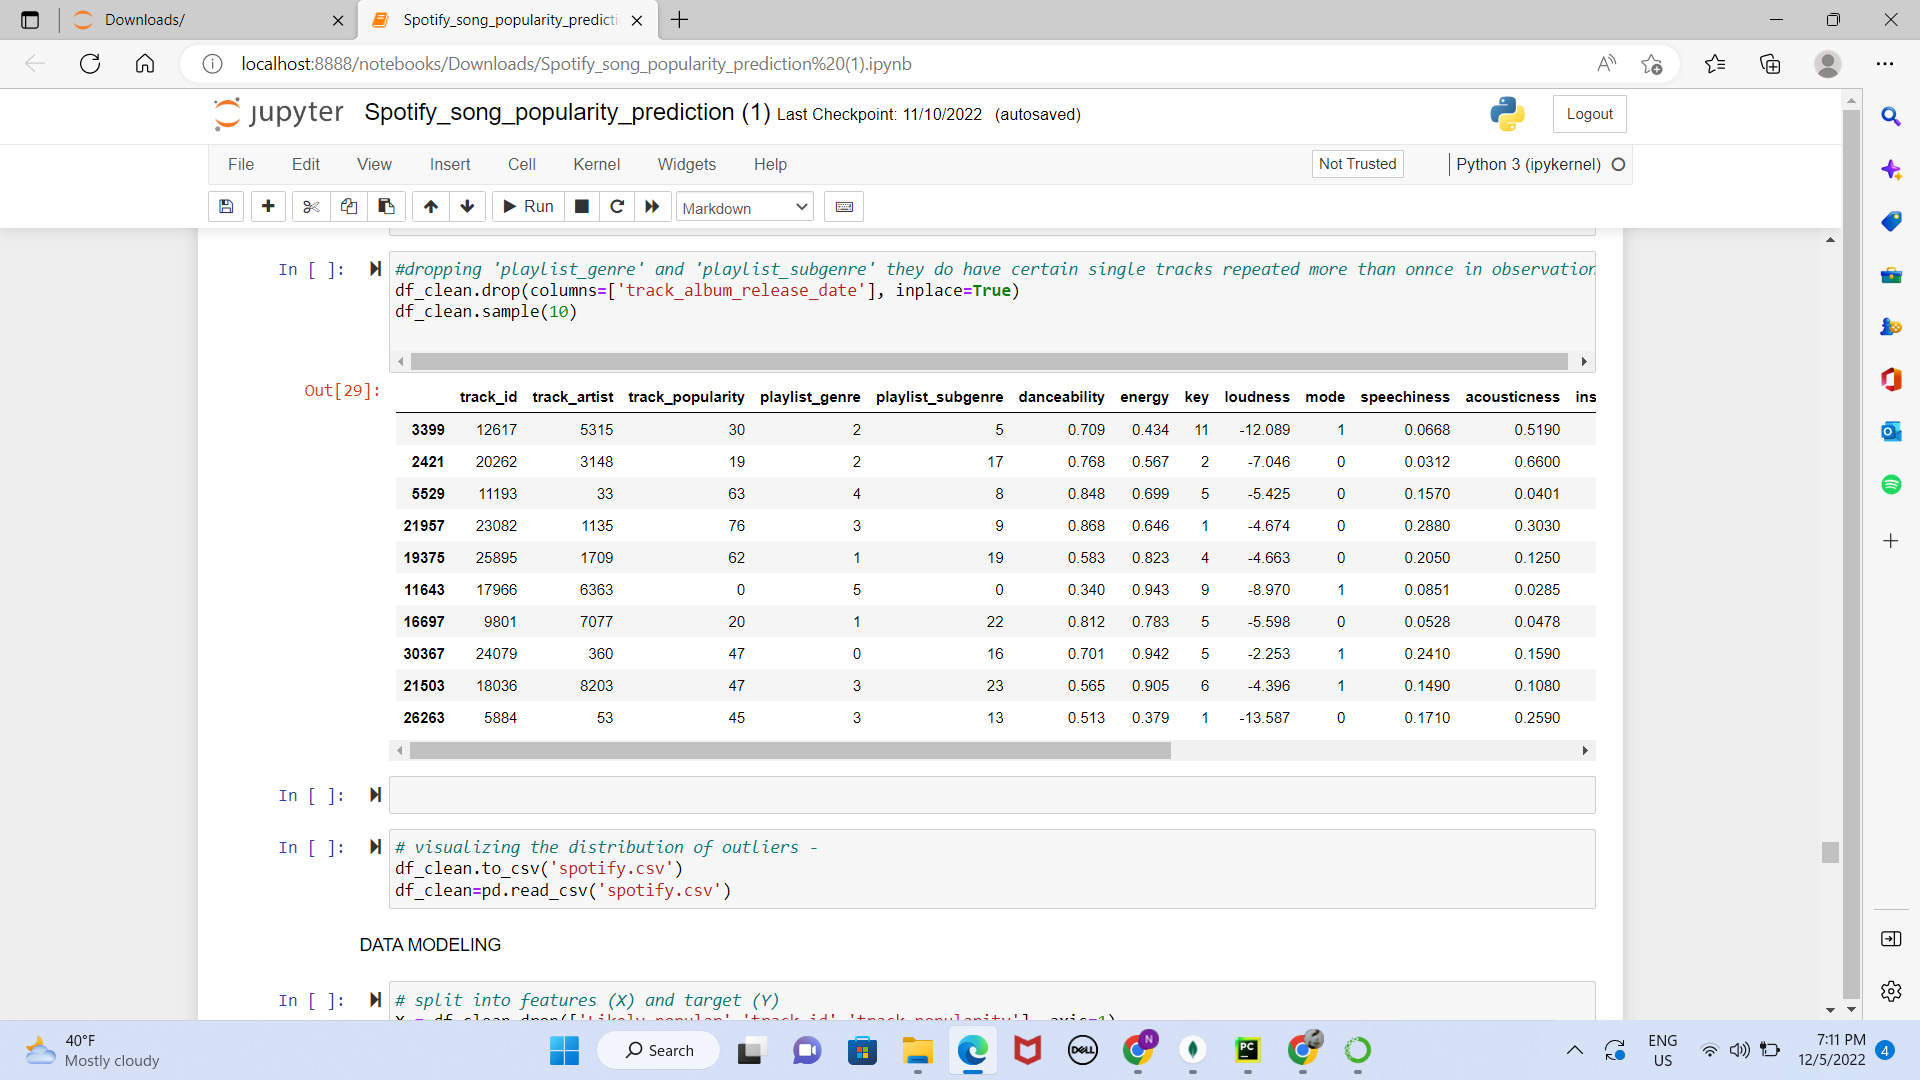 Downloads/
Spotify_song_popularity_predicti
localhost:8888/notebooks/Downloads/Spotify_song_popularity_prediction%20(1).ipynb
jupyter Spotify_song_popularity_prediction (1) Last Checkpoint: 11/10/2022 (autosaved)
Logout
File Edit View Insert Cell Kernel Widgets Help
Not Trusted Python 3 (ipykernel)
Run Markdown
In [ ]: #dropping 'playlist_genre' and 'playlist_subgenre' they do have certain single tracks repeated more than onnce in observation
df_clean.drop(columns=['track_album_release_date'], inplace=True)
df_clean.sample(10)
Out[29]:
track_id track_artist track_popularity playlist_genre playlist_subgenre danceability energy key loudness mode speechiness acousticness ins
3399 12617 5315 30 2 5 0.709 0.434 11 -12.089 1 0.0668 0.5190
2421 20262 3148 19 2 17 0.768 0.567 2 -7.046 0 0.0312 0.6600
5529 11193 33 63 4 8 0.848 0.699 5 -5.425 0 0.1570 0.0401
21957 23082 1135 76 3 9 0.868 0.646 1 -4.674 0 0.2880 0.3030
19375 25895 1709 62 1 19 0.583 0.823 4 -4.663 0 0.2050 0.1250
11643 17966 6363 0 5 0 0.340 0.943 9 -8.970 1 0.0851 0.0285
16697 9801 7077 20 1 22 0.812 0.783 5 -5.598 0 0.0528 0.0478
30367 24079 360 47 0 16 0.701 0.942 5 -2.253 1 0.2410 0.1590
21503 18036 8203 47 3 23 0.565 0.905 6 -4.396 1 0.1490 0.1080
26263 5884 53 45 3 13 0.513 0.379 1 -13.587 0 0.1710 0.2590
In [ ]:
In [ ]: # visualizing the distribution of outliers -
df_clean.to_csv('spotify.csv')
df_clean=pd.read_csv('spotify.csv')
DATA MODELING
In [ ]: # split into features (X) and target (Y)
X = df_clean.drop(['Likely_popular','track_id','track_popularity'], axis=1)
40°F
Mostly cloudy
Search
DELL
N
PC
ENG
US
7:11 PM
12/5/2022
4